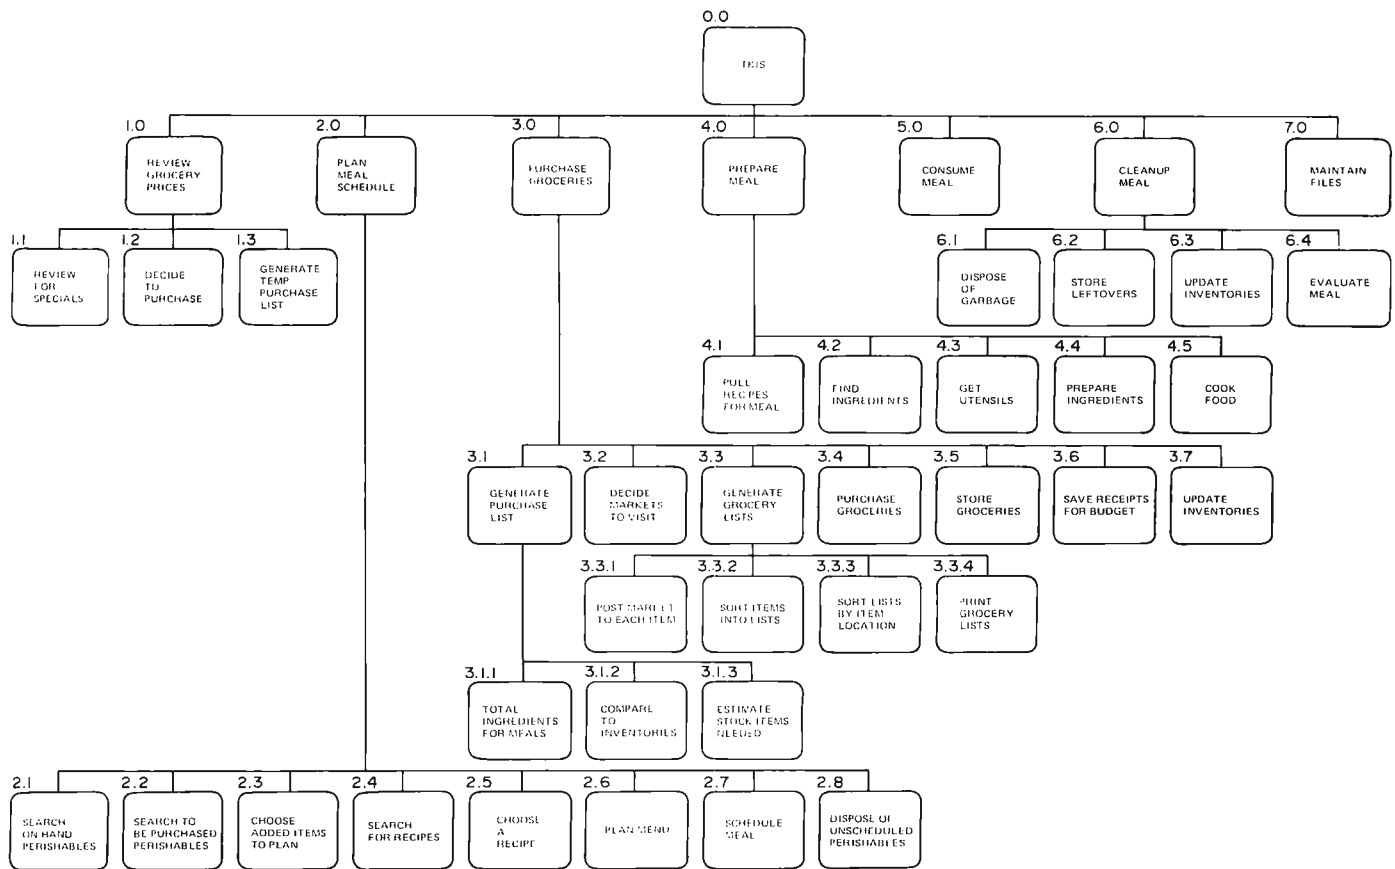 0.0
TKIS
1.0
REVIEW
GROCERY
PRICES
2.0
PLAN
MEAL
SCHEDULE
3.0
PURCHASE
GROCERIES
4.0
PREPARE
MEAL
5.0
CONSUME
MEAL
6.0
CLEANUP
MEAL
7.0
MAINTAIN
FILES
1.1
REVIEW
FOR
SPECIALS
1.2
DECIDE
TO
PURCHASE
1.3
GENERATE
TEMP
PURCHASE
LIST
6.1
DISPOSE
OF
GARBAGE
6.2
STORE
LEFTOVERS
6.3
UPDATE
INVENTORIES
6.4
EVALUATE
MEAL
4.1
PULL
RECIPES
FOR MEAL
4.2
FIND
INGREDIENTS
4.3
GET
UTENSILS
4.4
PREPARE
INGREDIENTS
4.5
COOK
FOOD
3.1
GENERATE
PURCHASE
LIST
3.2
DECIDE
MARKETS
TO VISIT
3.3
GENERATE
GROCERY
LISTS
3.4
PURCHASE
GROCERIES
3.5
STORE
GROCERIES
3.6
SAVE RECEIPTS
FOR BUDGET
3.7
UPDATE
INVENTORIES
3.3.1
POST MARKET
TO EACH ITEM
3.3.2
SORT ITEMS
INTO LISTS
3.3.3
SORT LISTS
BY ITEM
LOCATION
3.3.4
PRINT
GROCERY
LISTS
3.1.1
TOTAL
INGREDIENTS
FOR MEALS
3.1.2
COMPARE
TO
INVENTORIES
3.1.3
ESTIMATE
STOCK ITEMS
NEEDED
2.1
SEARCH
ON HAND
PERISHABLES
2.2
SEARCH TO
BE PURCHASED
PERISHABLES
2.3
CHOOSE
ADDED ITEMS
TO PLAN
2.4
SEARCH
FOR RECIPES
2.5
CHOOSE
A
RECIPE
2.6
PLAN MENU
2.7
SCHEDULE
MEAL
2.8
DISPOSE OF
UNSCHEDULED
PERISHABLES